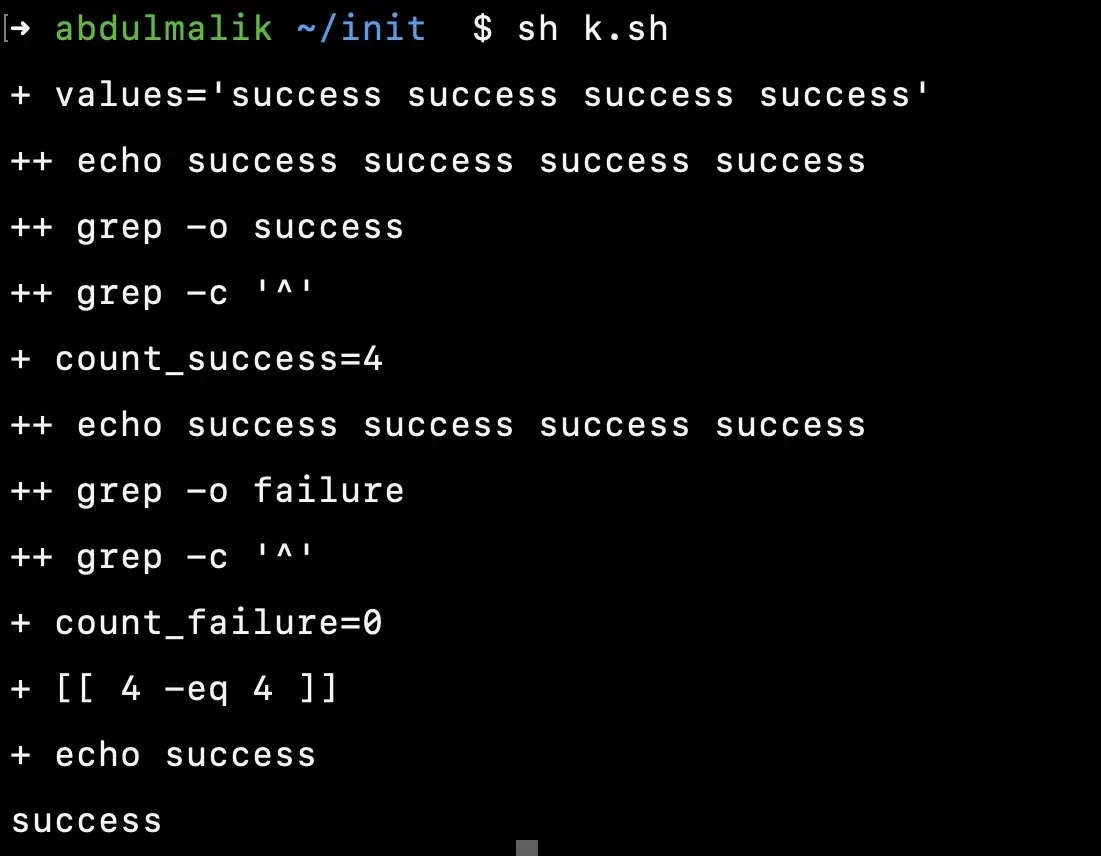 [➜ abdulmalik ~/init $ sh k.sh
+ values='success success success success'
++ echo success success success success
++ grep -o success
++ grep -c '^'
+ count_success=4
++ echo success success success success
++ grep -o failure
++ grep -c '^'
+ count_failure=0
+ [[ 4 -eq 4 ]]
+ echo success
success